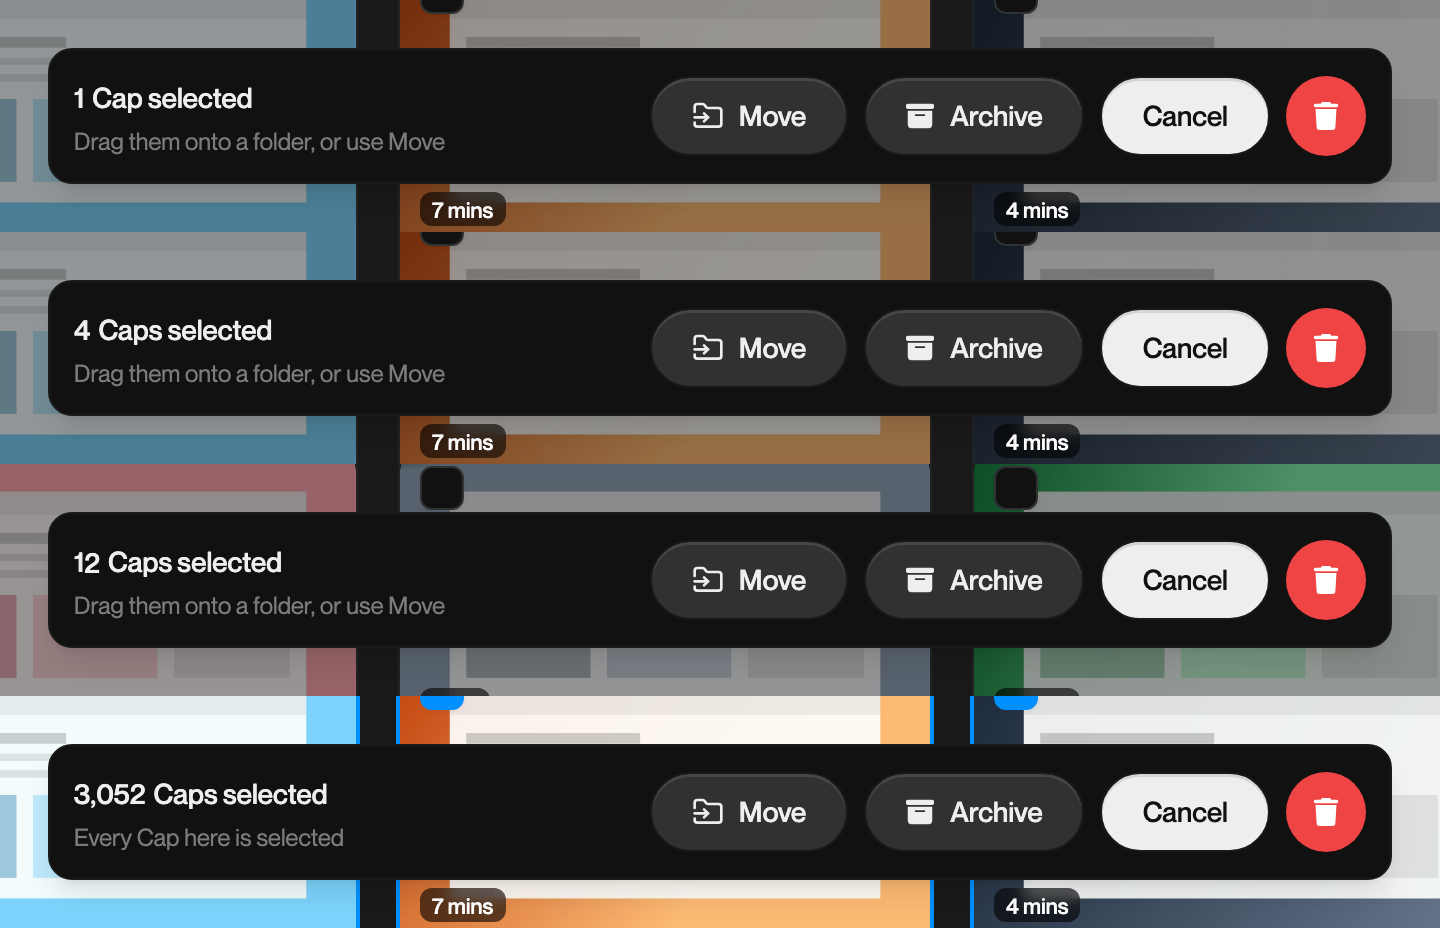 1 Cap selected
Drag them onto a folder, or use Move
Move
Archive
Cancel
7 mins
4 mins
4 Caps selected
Drag them onto a folder, or use Move
Move
Archive
Cancel
7 mins
4 mins
12 Caps selected
Drag them onto a folder, or use Move
Move
Archive
Cancel
3,052 Caps selected
Every Cap here is selected
Move
Archive
Cancel
7 mins
4 mins